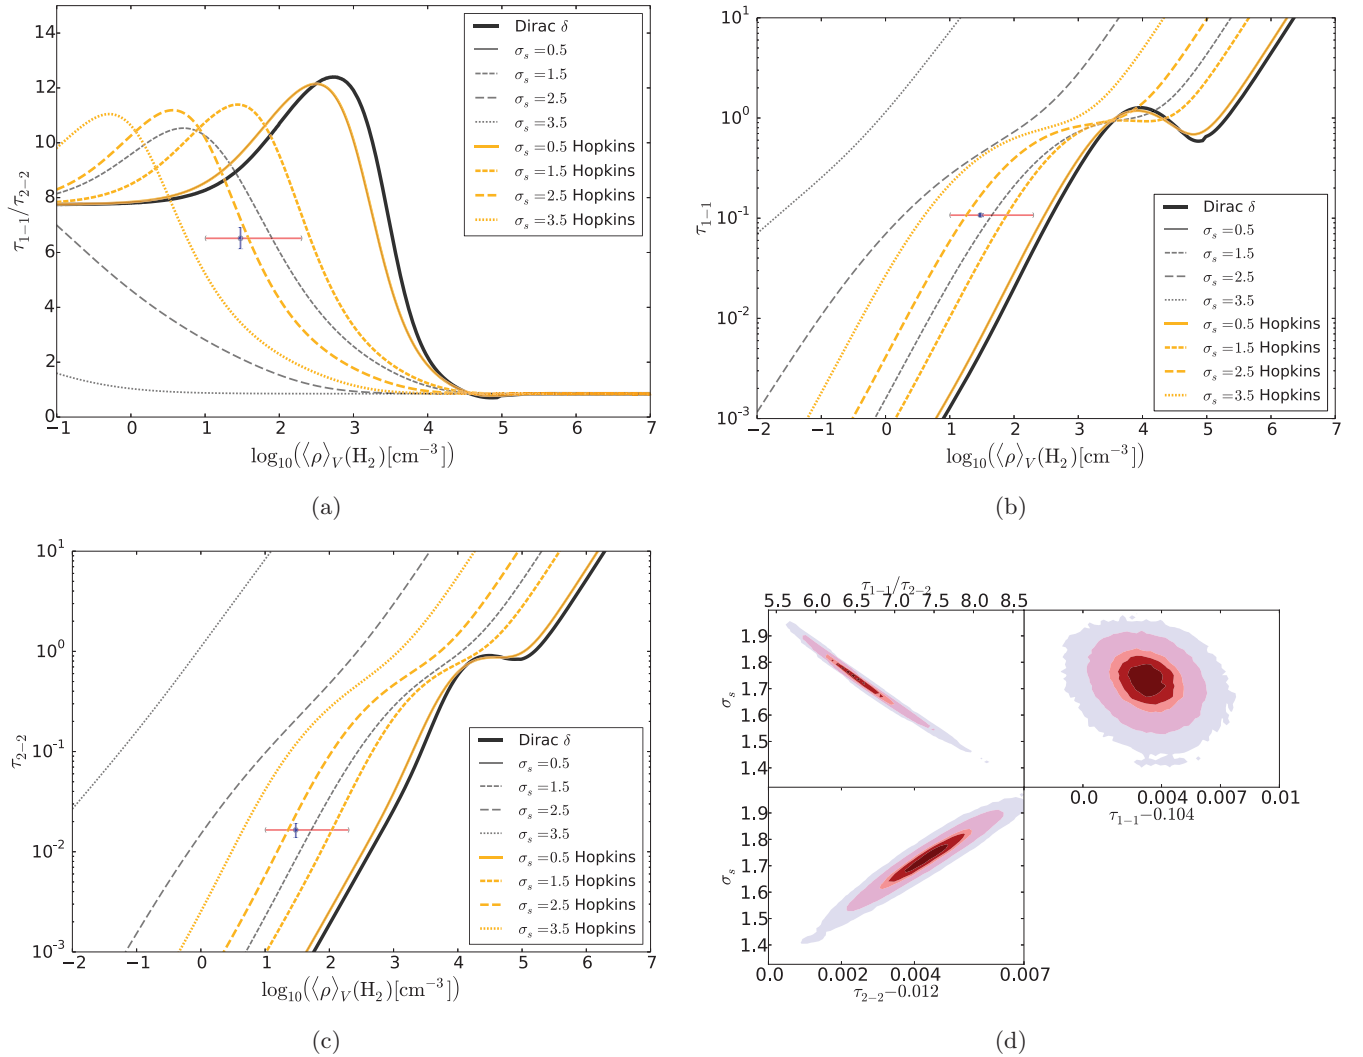 14
12
10
8
6
4
2
0
τ₁₋₁/τ₂₋₂
Dirac δ
σₛ = 0.5
σₛ = 1.5
σₛ = 2.5
σₛ = 3.5
σₛ = 0.5 Hopkins
σₛ = 1.5 Hopkins
σₛ = 2.5 Hopkins
σₛ = 3.5 Hopkins
−1 0 1 2 3 4 5 6 7
log₁₀(⟨ρ⟩_V(H₂)[cm⁻³])
(a)
10¹
10⁰
10⁻¹
10⁻²
10⁻³
τ₁₋₁
Dirac δ
σₛ = 0.5
σₛ = 1.5
σₛ = 2.5
σₛ = 3.5
σₛ = 0.5 Hopkins
σₛ = 1.5 Hopkins
σₛ = 2.5 Hopkins
σₛ = 3.5 Hopkins
−2 −1 0 1 2 3 4 5 6 7
log₁₀(⟨ρ⟩_V(H₂)[cm⁻³])
(b)
10¹
10⁰
10⁻¹
10⁻²
10⁻³
τ₂₋₂
Dirac δ
σₛ = 0.5
σₛ = 1.5
σₛ = 2.5
σₛ = 3.5
σₛ = 0.5 Hopkins
σₛ = 1.5 Hopkins
σₛ = 2.5 Hopkins
σₛ = 3.5 Hopkins
−2 −1 0 1 2 3 4 5 6 7
log₁₀(⟨ρ⟩_V(H₂)[cm⁻³])
(c)
τ₁₋₁/τ₂₋₂
5.5 6.0 6.5 7.0 7.5 8.0 8.5
1.9
1.8
1.7
1.6
1.5
1.4
σₛ
0.0 0.004 0.007 0.01
τ₁₋₁−0.104
1.9
1.8
1.7
1.6
1.5
1.4
σₛ
0.0 0.002 0.004 0.007
τ₂₋₂−0.012
(d)